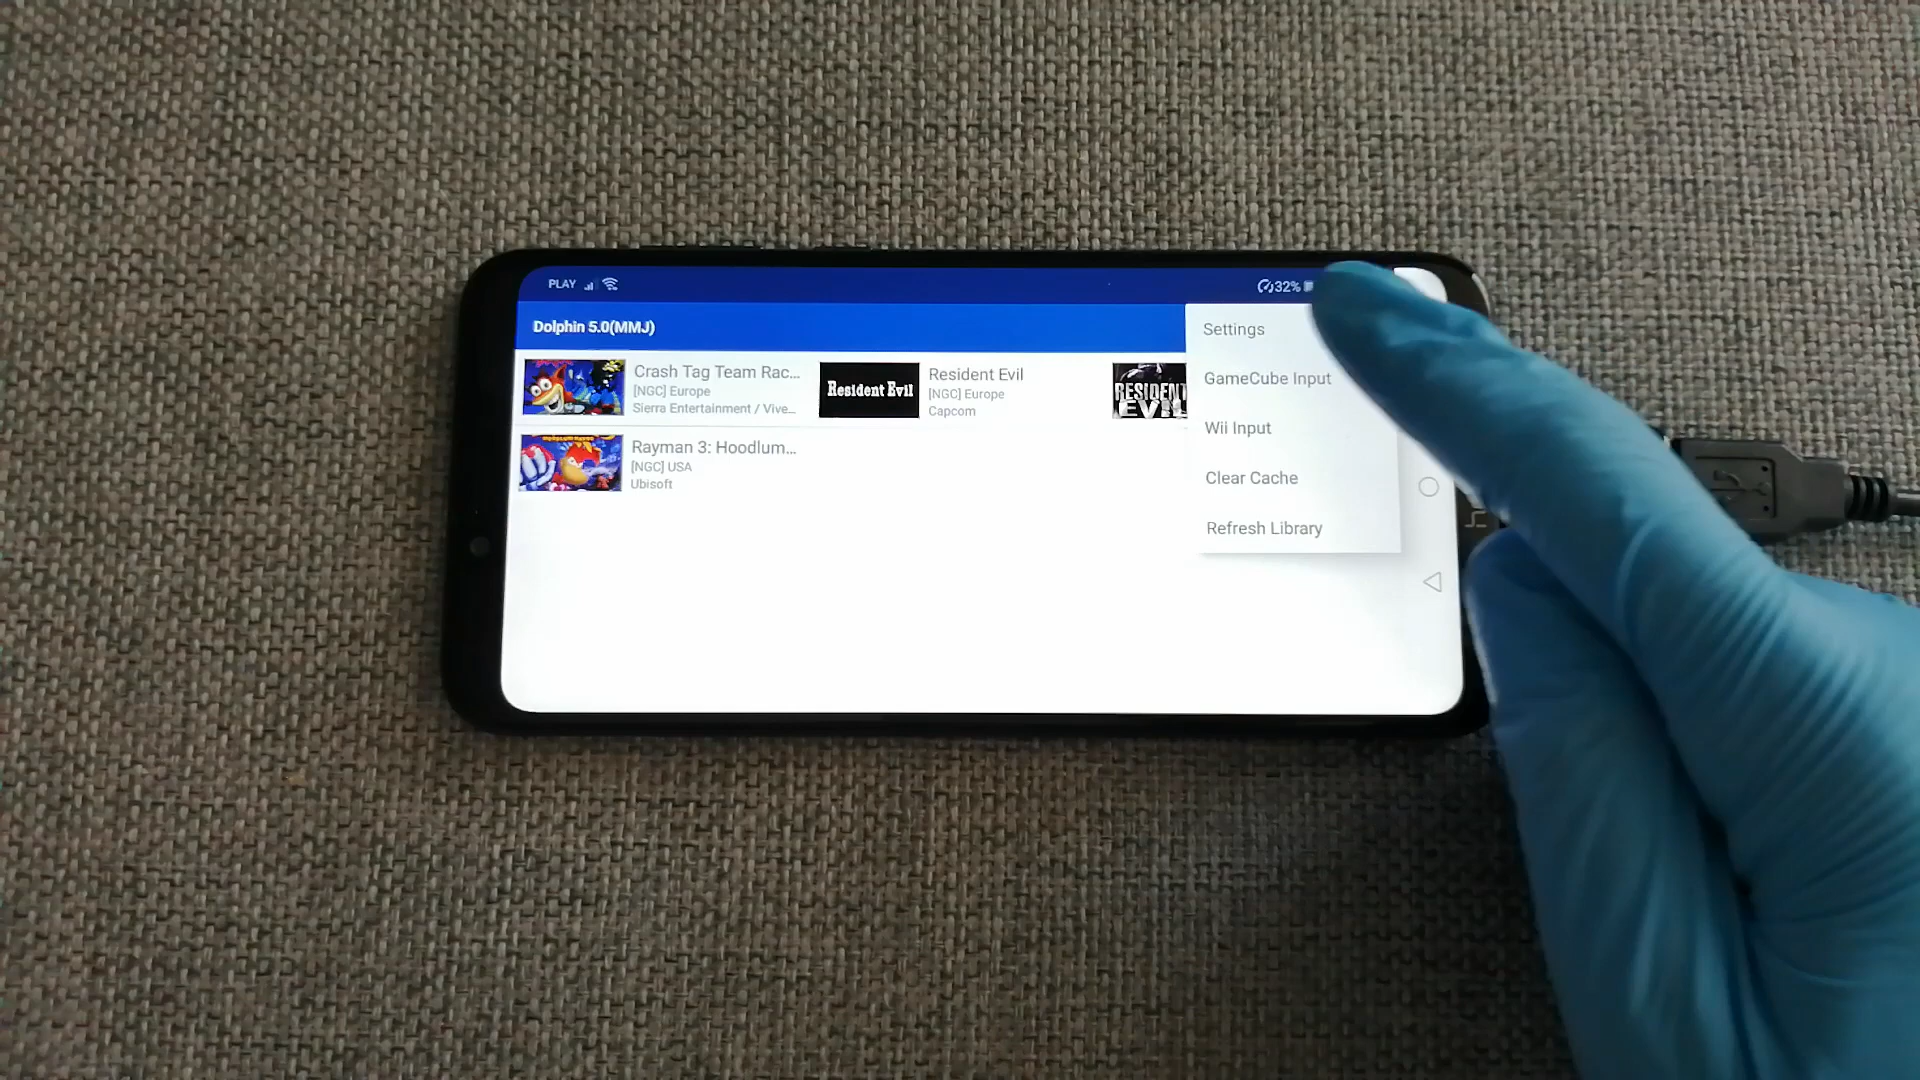 PLAY
32%
Dolphin 5.0(MMJ)
Crash Tag Team Rac...
[NGC] Europe
Sierra Entertainment / Vive...
Resident Evil
Resident Evil
[NGC] Europe
Capcom
RESIDENT
EVIL
Rayman 3: Hoodlum...
[NGC] USA
Ubisoft
Settings
GameCube Input
Wii Input
Clear Cache
Refresh Library